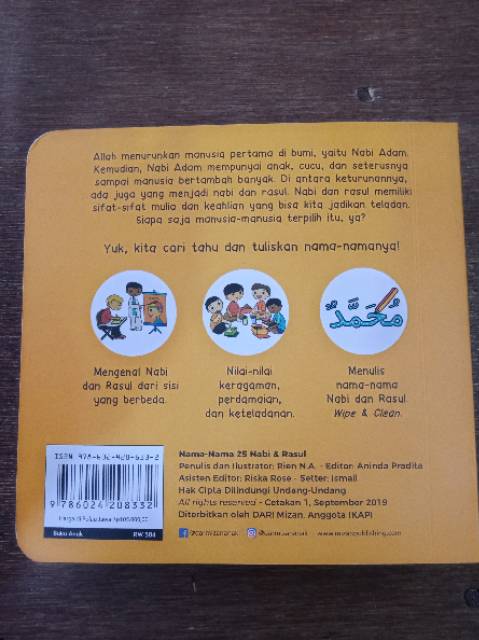 Allah menurunkan manusia pertama di bumi, yaitu Nabi Adam.
Kemudian, Nabi Adam mempunyai anak, cucu, dan seterusnya
sampai manusia bertambah banyak. Di antara keturunannya,
ada juga yang menjadi nabi dan rasul. Nabi dan rasul memiliki
sifat-sifat mulia dan keahlian yang bisa kita jadikan teladan.
Siapa saja manusia-manusia terpilih itu, ya?
Yuk, kita cari tahu dan tuliskan nama-namanya!
مُحَمَّدٌ
Mengenal Nabi
dan Rasul dari sisi
yang berbeda.
Nilai-nilai
keragaman,
perdamaian,
dan keteladanan.
Menulis
nama-nama
Nabi dan Rasul.
Wipe & Clean.
ISBN
9 786024 208332
Buku Anak
Nama-Nama 25 Nabi & Rasul
Penulis dan Ilustrator: Rien N.A. - Editor: Aninda Pradita
Asisten Editor: Riska Rose - Setter: Ismail
Hak Cipta Dilindungi Undang-Undang
All rights reserved - Cetakan 1, September 2019
Diterbitkan oleh DAR! Mizan, Anggota IKAPI
www.mizanpublishing.com